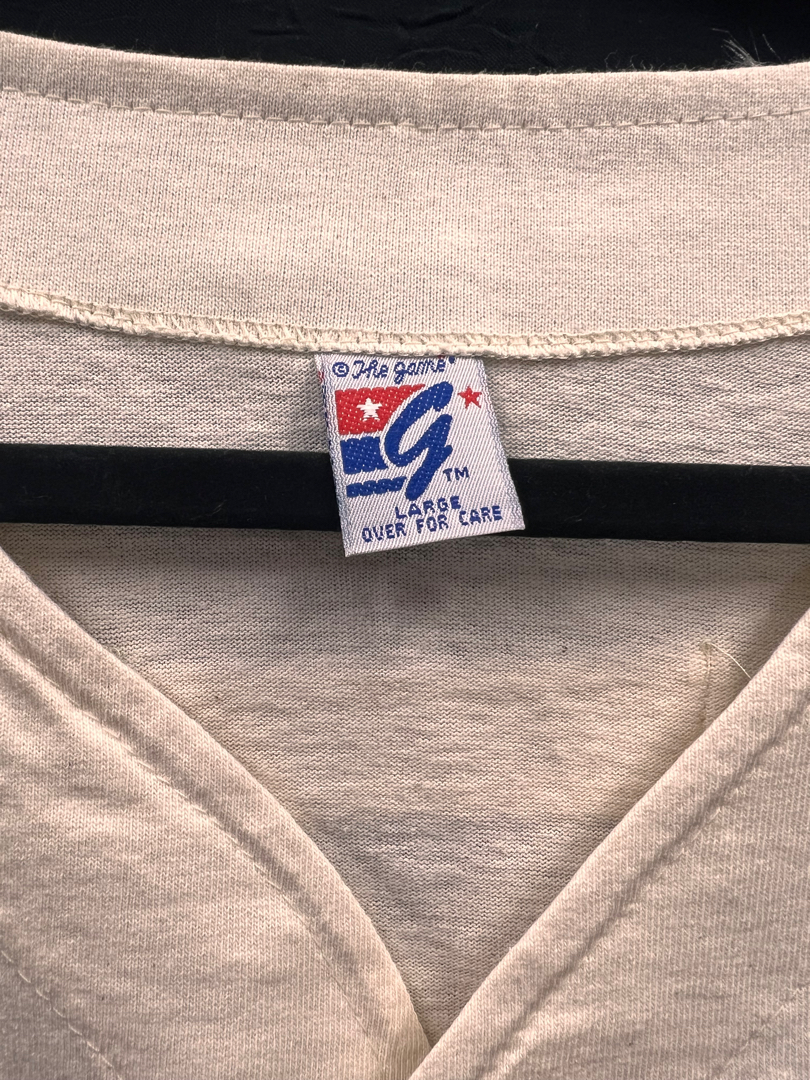 © The game
G
TM
LARGE
OVER FOR CARE